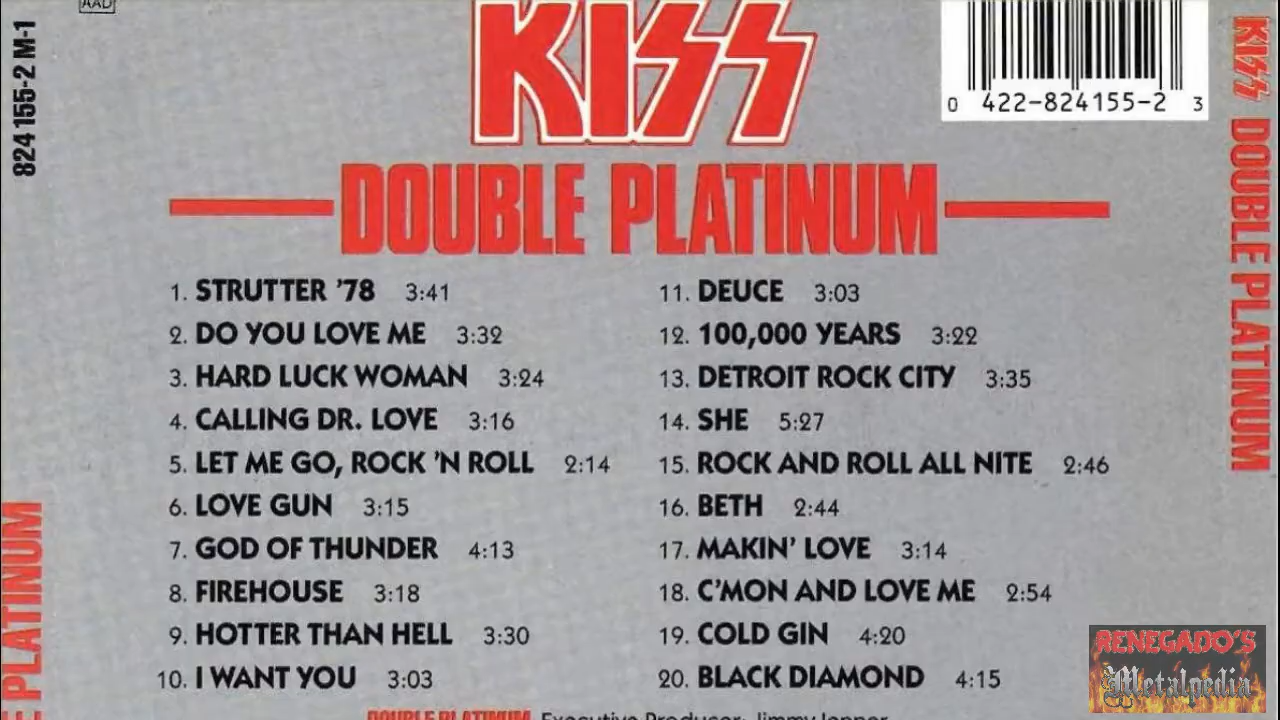 AAD
824 155-2 M-1
KISS
0 422-824155-2 3
KISS DOUBLE PLATINUM
DOUBLE PLATINUM
1. STRUTTER '78 3:41
2. DO YOU LOVE ME 3:32
3. HARD LUCK WOMAN 3:24
4. CALLING DR. LOVE 3:16
5. LET ME GO, ROCK 'N ROLL 2:14
6. LOVE GUN 3:15
7. GOD OF THUNDER 4:13
8. FIREHOUSE 3:18
9. HOTTER THAN HELL 3:30
10. I WANT YOU 3:03
11. DEUCE 3:03
12. 100,000 YEARS 3:22
13. DETROIT ROCK CITY 3:35
14. SHE 5:27
15. ROCK AND ROLL ALL NITE 2:46
16. BETH 2:44
17. MAKIN' LOVE 3:14
18. C'MON AND LOVE ME 2:54
19. COLD GIN 4:20
20. BLACK DIAMOND 4:15
E PLATINUM
RENEGADO'S
Metalpedia
DOUBLE PLATINUM Executive Producer: Jimmy Ienner